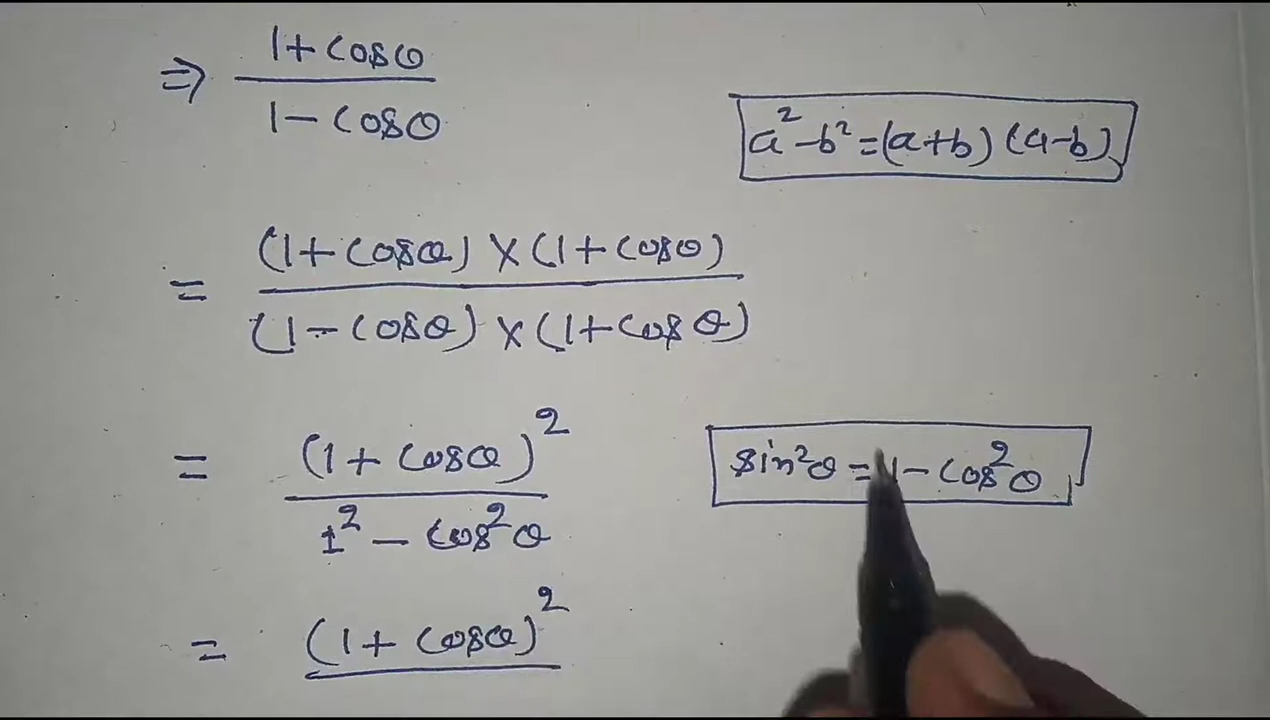 ⇒ (1+cosθ)/(1-cosθ)
a²-b²=(a+b)(a-b)
= ((1+cosθ)×(1+cosθ))/((1-cosθ)×(1+cosθ))
= (1+cosθ)²/(1²-cos²θ)
sin²θ=1-cos²θ
= (1+cosθ)²